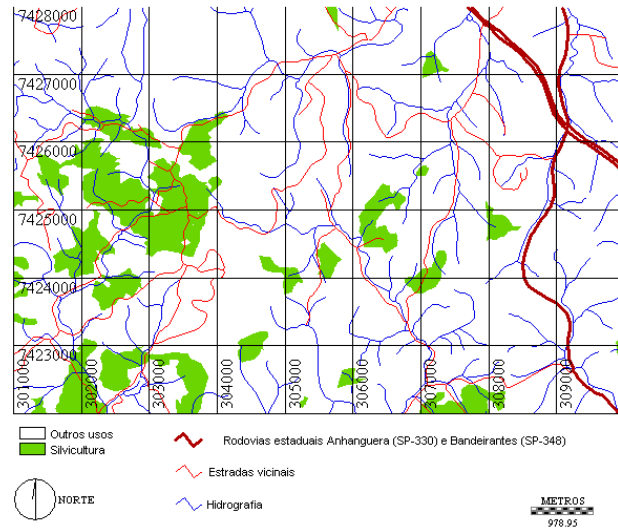 7428000
7427000
7426000
7425000
7424000
7423000
301000
302000
303000
304000
305000
306000
307000
308000
309000
Outros usos
Silvicultura
Rodovias estaduais Anhanguera (SP-330) e Bandeirantes (SP-348)
Estradas vicinais
Hidrografia
NORTE
METROS
978.95